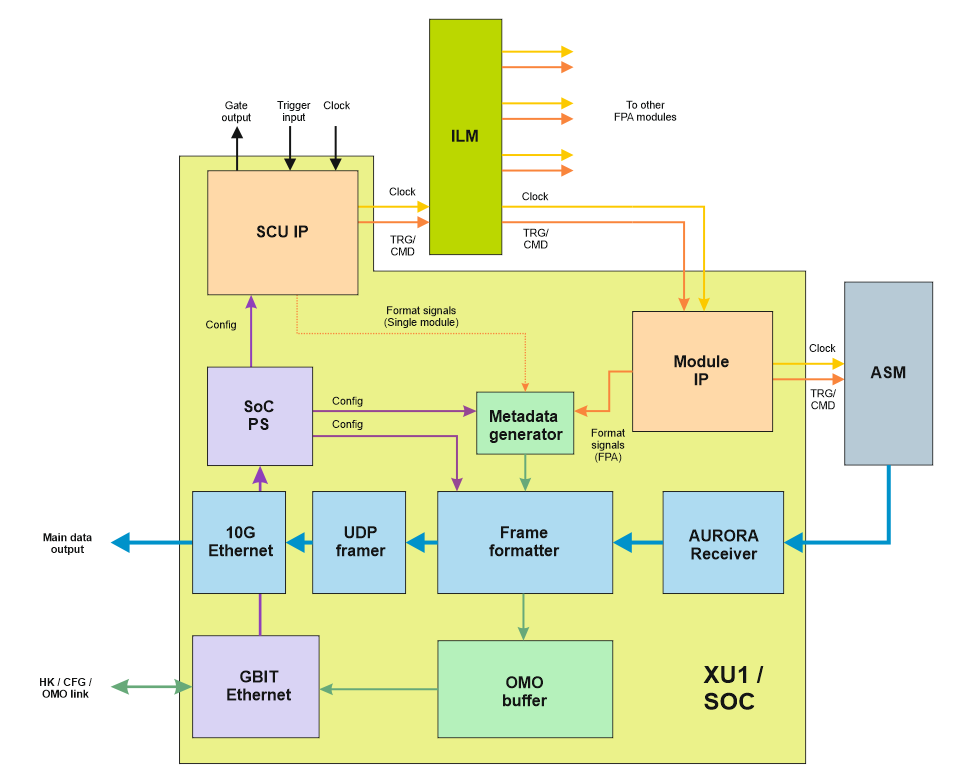 ILM
To other
FPA modules
Gate
output
Trigger
input
Clock
SCU IP
Clock
TRG/
CMD
Clock
TRG/
CMD
Config
Format signals
(Single module)
Module
IP
Clock
TRG/
CMD
ASM
SoC
PS
Config
Config
Metadata
generator
Format
signals
(FPA)
Main data
output
10G
Ethernet
UDP
framer
Frame
formatter
AURORA
Receiver
HK / CFG /
OMO link
GBIT
Ethernet
OMO
buffer
XU1 /
SOC